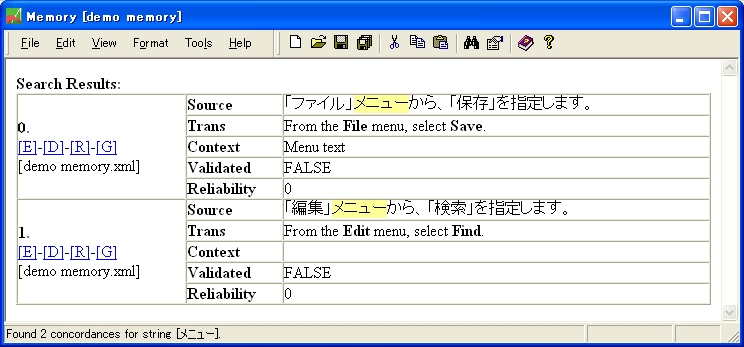 Memory [demo memory]
File Edit View Format Tools Help
Search Results:
0.
[E]-[D]-[R]-[G]
[demo memory.xml]
Source 「ファイル」メニューから、「保存」を指定します。
Trans From the File menu, select Save.
Context Menu text
Validated FALSE
Reliability 0
1.
[E]-[D]-[R]-[G]
[demo memory.xml]
Source 「編集」メニューから、「検索」を指定します。
Trans From the Edit menu, select Find.
Context
Validated FALSE
Reliability 0
Found 2 concordances for string [メニュー].